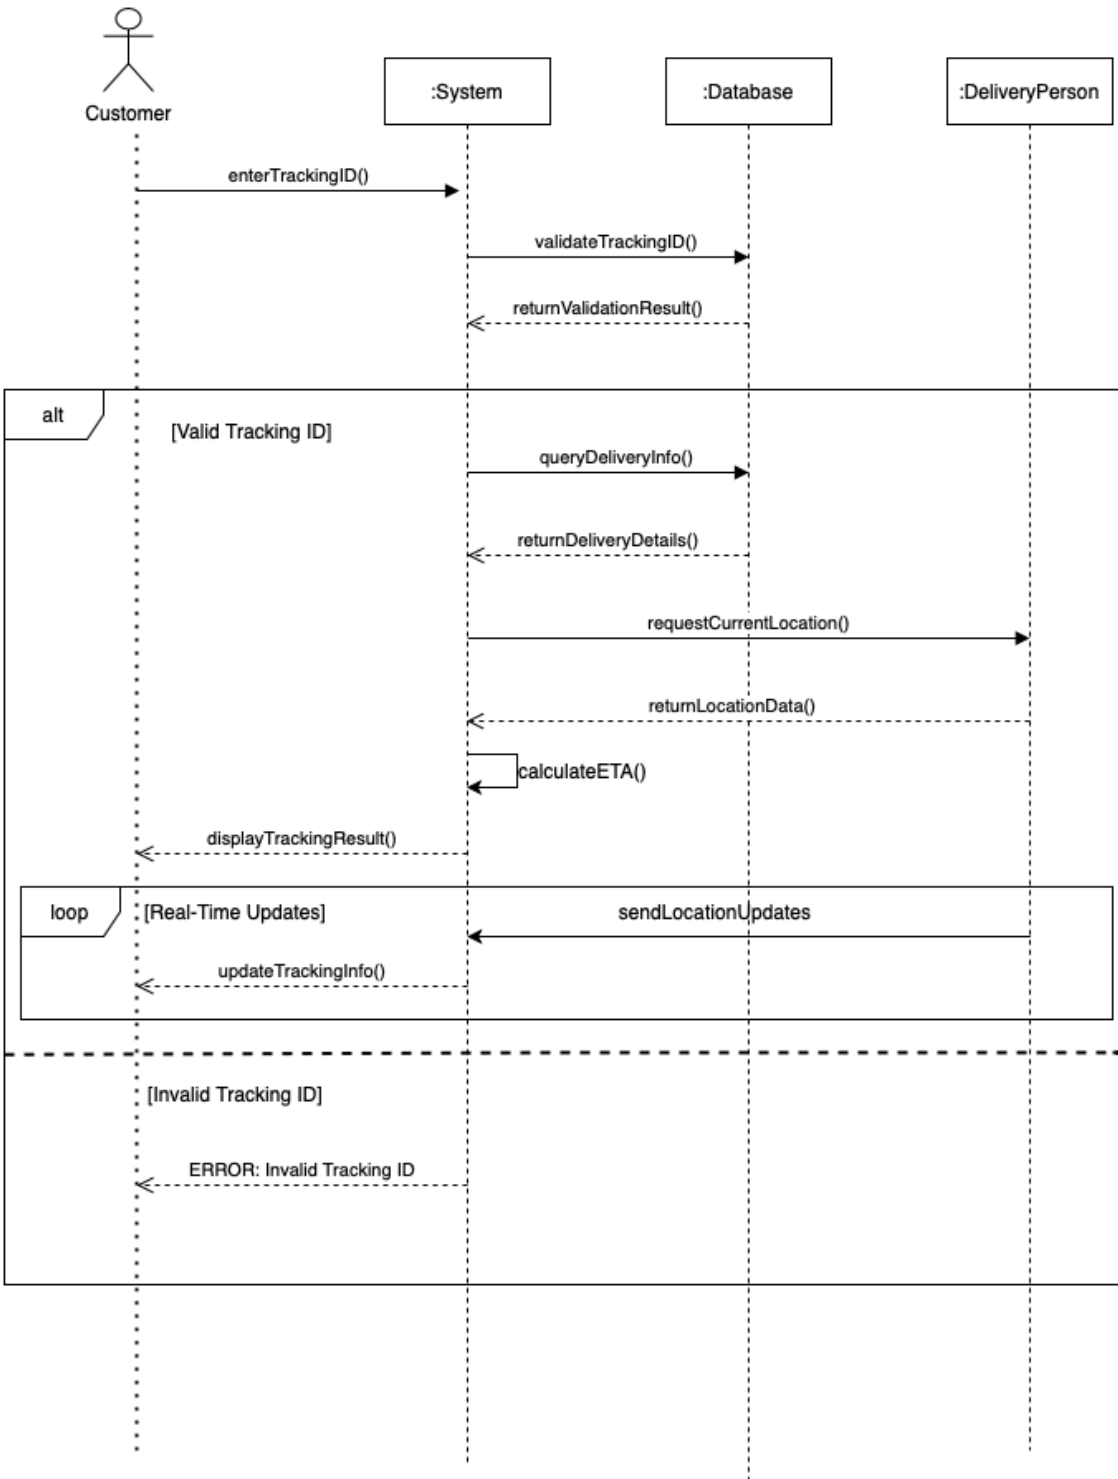 Customer
:System
:Database
:DeliveryPerson
enterTrackingID()
validateTrackingID()
returnValidationResult()
alt
[Valid Tracking ID]
queryDeliveryInfo()
returnDeliveryDetails()
requestCurrentLocation()
returnLocationData()
calculateETA()
displayTrackingResult()
loop
[Real-Time Updates]
sendLocationUpdates
updateTrackingInfo()
[Invalid Tracking ID]
ERROR: Invalid Tracking ID